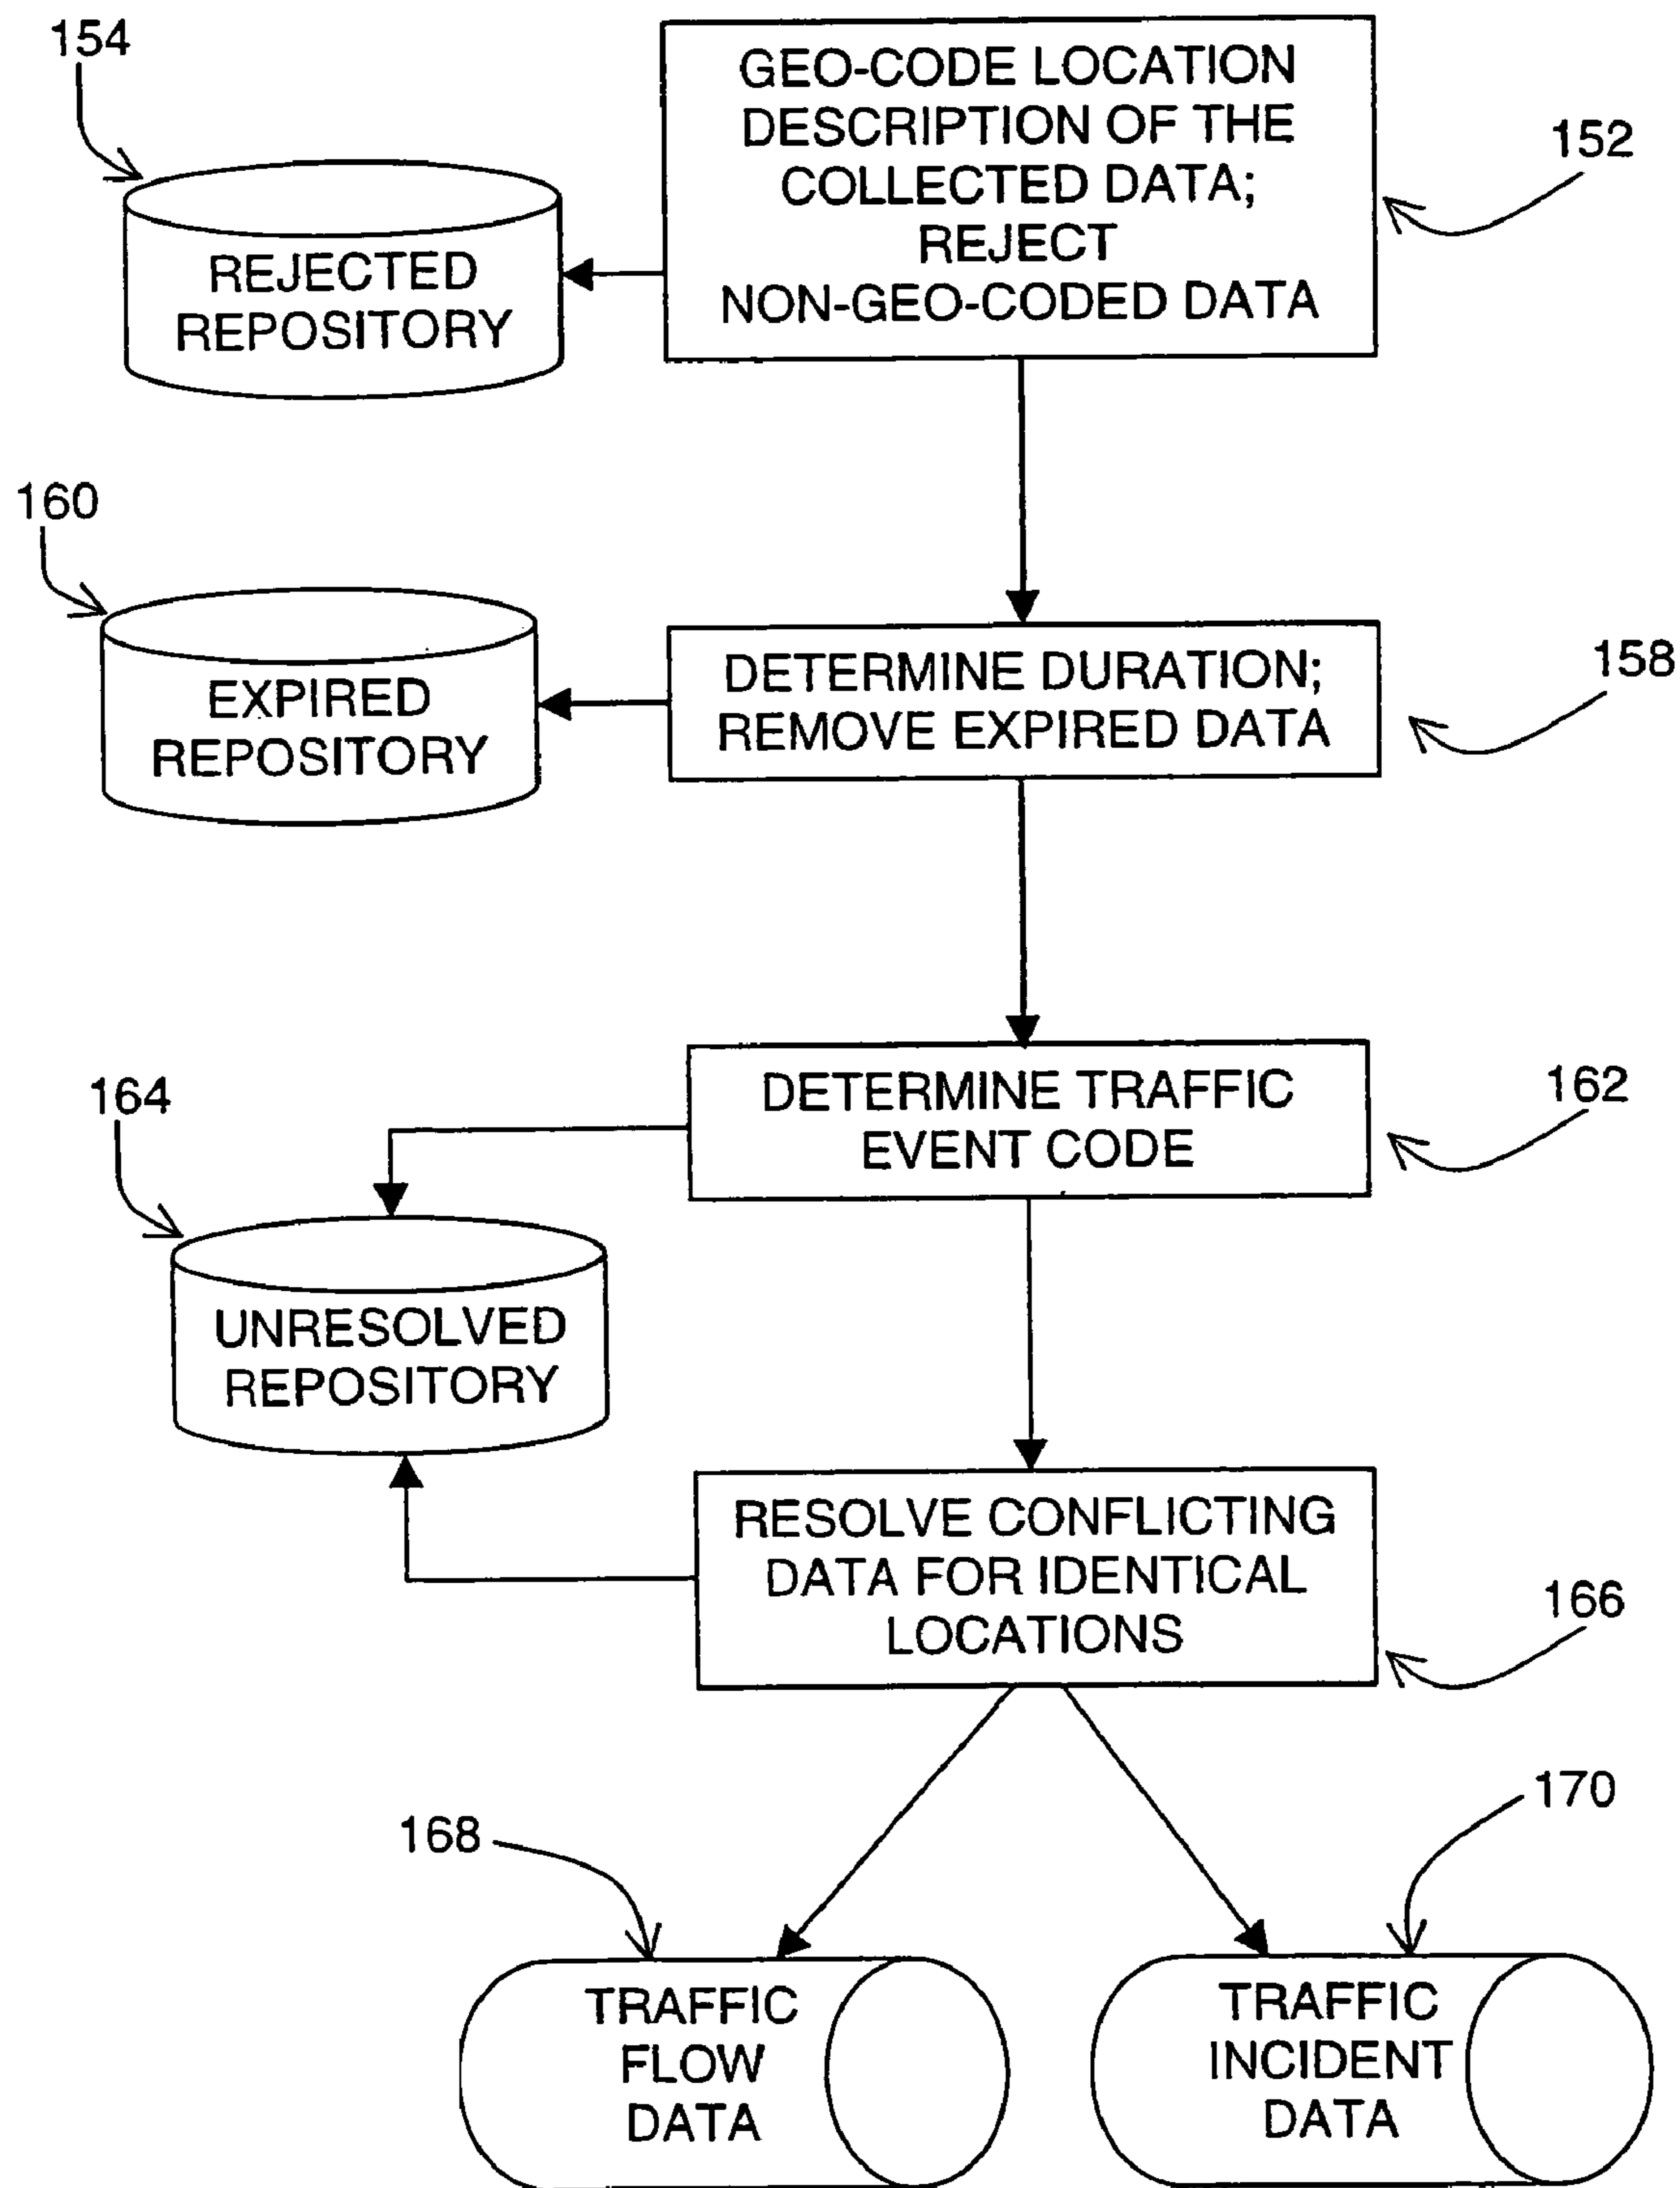 154
GEO-CODE LOCATION
DESCRIPTION OF THE
COLLECTED DATA;
REJECT
NON-GEO-CODED DATA
152
REJECTED
REPOSITORY
160
EXPIRED
REPOSITORY
DETERMINE DURATION;
REMOVE EXPIRED DATA
158
164
DETERMINE TRAFFIC
EVENT CODE
162
UNRESOLVED
REPOSITORY
RESOLVE CONFLICTING
DATA FOR IDENTICAL
LOCATIONS
166
168
170
TRAFFIC
FLOW
DATA
TRAFFIC
INCIDENT
DATA